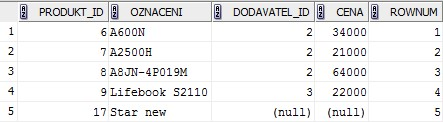 PRODUKT_ID OZNACENI DODAVATEL_ID CENA ROWNUM
1 6 A600N 2 34000 1
2 7 A2500H 2 21000 2
3 8 A8JN-4P019M 2 64000 3
4 9 Lifebook S2110 3 22000 4
5 17 Star new (null) (null) 5